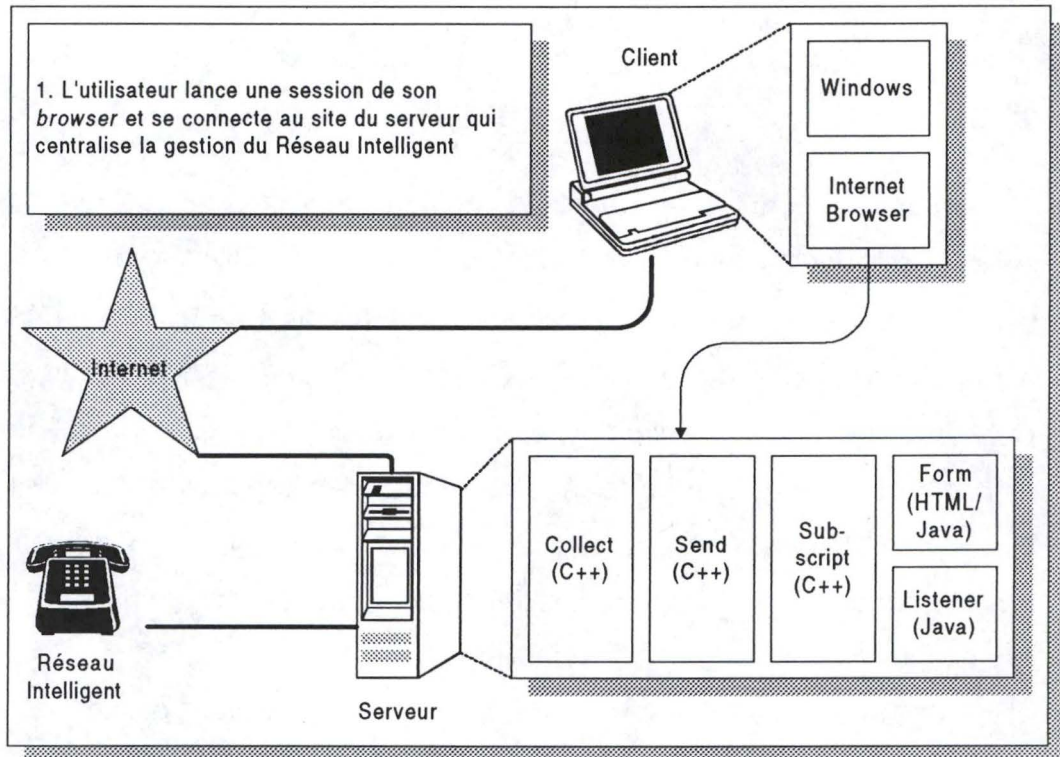 1. L'utilisateur lance une session de son
browser et se connecte au site du serveur qui
centralise la gestion du Réseau Intelligent
Client
Windows
Internet
Browser
Internet
Collect
(C++)
Send
(C++)
Sub-
script
(C++)
Form
(HTML/
Java)
Listener
(Java)
Réseau
Intelligent
Serveur